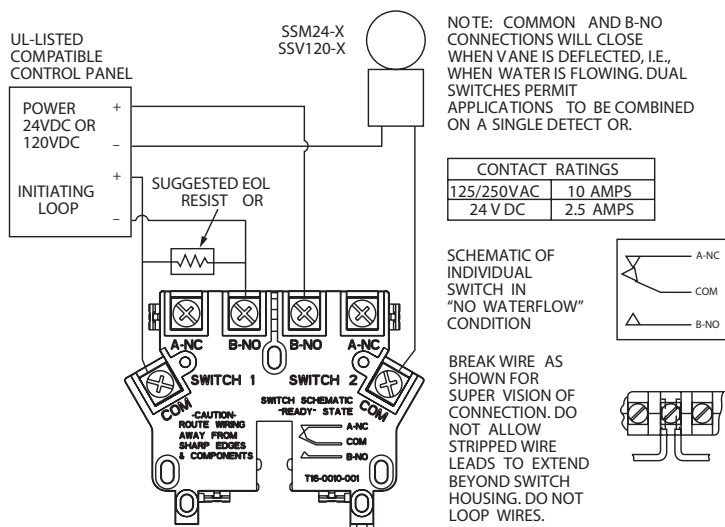 UL-LISTED
COMPATIBLE
CONTROL PANEL
POWER
24VDC OR
120VDC
+
–
INITIATING
LOOP
+
–
SUGGESTED EOL
RESIST OR
SSM24-X
SSV120-X
NOTE: COMMON AND B-NO
CONNECTIONS WILL CLOSE
WHEN VANE IS DEFLECTED, I.E.,
WHEN WATER IS FLOWING. DUAL
SWITCHES PERMIT
APPLICATIONS TO BE COMBINED
ON A SINGLE DETECT OR.
CONTACT RATINGS
125/250VAC 10 AMPS
24 V DC 2.5 AMPS
SCHEMATIC OF
INDIVIDUAL
SWITCH IN
“NO WATERFLOW”
CONDITION
A-NC
COM
B-NO
BREAK WIRE AS
SHOWN FOR
SUPER VISION OF
CONNECTION. DO
NOT ALLOW
STRIPPED WIRE
LEADS TO EXTEND
BEYOND SWITCH
HOUSING. DO NOT
LOOP WIRES.
A-NC B-NO B-NO A-NC
SWITCH 1 SWITCH 2
COM COM
-CAUTION-
ROUTE WIRING
AWAY FROM
SHARP EDGES
& COMPONENTS
SWITCH SCHEMATIC
-READY- STATE
A-NC
COM
B-NO
T16-0010-001